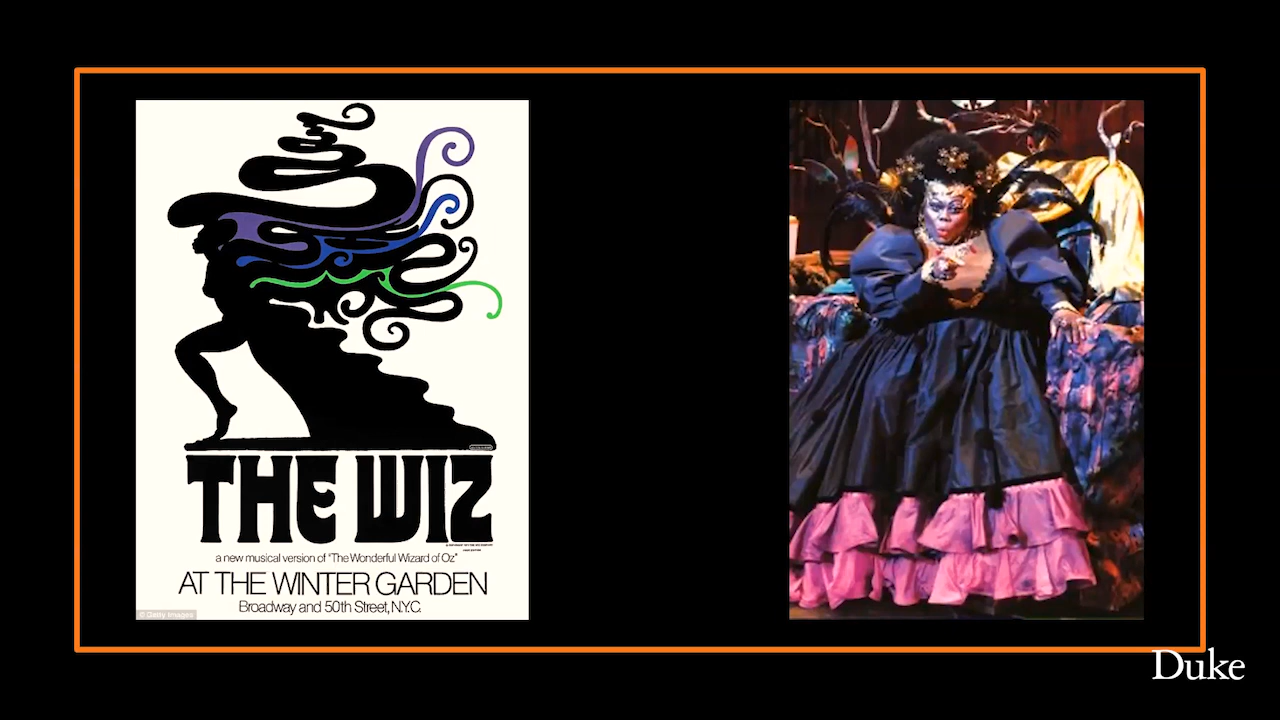 THE WIZ
a new musical version of "The Wonderful Wizard of Oz"
AT THE WINTER GARDEN
Broadway and 50th Street, N.Y.C.
© Getty Images
Duke